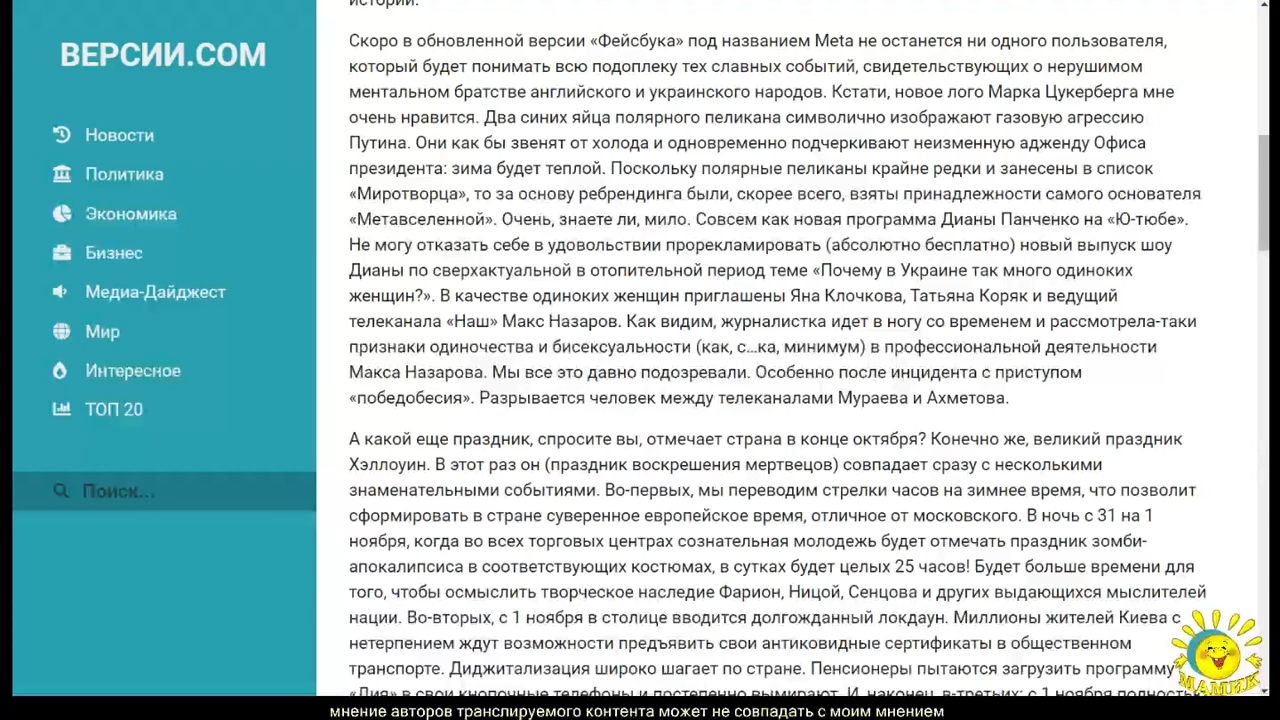 истории.
ВЕРСИИ.COM
Новости
Политика
Экономика
Бизнес
Медиа-Дайджест
Мир
Интересное
ТОП 20
Поиск...
Скоро в обновленной версии «Фейсбука» под названием Meta не останется ни одного пользователя,
который будет понимать всю подоплеку тех славных событий, свидетельствующих о нерушимом
ментальном братстве английского и украинского народов. Кстати, новое лого Марка Цукерберга мне
очень нравится. Два синих яйца полярного пеликана символично изображают газовую агрессию
Путина. Они как бы звенят от холода и одновременно подчеркивают неизменную адженду Офиса
президента: зима будет теплой. Поскольку полярные пеликаны крайне редки и занесены в список
«Миротворца», то за основу ребрендинга были, скорее всего, взяты принадлежности самого основателя
«Метавселенной». Очень, знаете ли, мило. Совсем как новая программа Дианы Панченко на «Ю-тюбе».
Не могу отказать себе в удовольствии прорекламировать (абсолютно бесплатно) новый выпуск шоу
Дианы по сверхактуальной в отопительной период теме «Почему в Украине так много одиноких
женщин?». В качестве одиноких женщин приглашены Яна Клочкова, Татьяна Коряк и ведущий
телеканала «Наш» Макс Назаров. Как видим, журналистка идет в ногу со временем и рассмотрела-таки
признаки одиночества и бисексуальности (как, с...ка, минимум) в профессиональной деятельности
Макса Назарова. Мы все это давно подозревали. Особенно после инцидента с приступом
«победобесия». Разрывается человек между телеканалами Мураева и Ахметова.
А какой еще праздник, спросите вы, отмечает страна в конце октября? Конечно же, великий праздник
Хэллоуин. В этот раз он (праздник воскрешения мертвецов) совпадает сразу с несколькими
знаменательными событиями. Во-первых, мы переводим стрелки часов на зимнее время, что позволит
сформировать в стране суверенное европейское время, отличное от московского. В ночь с 31 на 1
ноября, когда во всех торговых центрах сознательная молодежь будет отмечать праздник зомби-
апокалипсиса в соответствующих костюмах, в сутках будет целых 25 часов! Будет больше времени для
того, чтобы осмыслить творческое наследие Фарион, Ницой, Сенцова и других выдающихся мыслителей
нации. Во-вторых, с 1 ноября в столице вводится долгожданный локдаун. Миллионы жителей Киева с
нетерпением ждут возможности предъявить свои антиковидные сертификаты в общественном
транспорте. Диджитализация широко шагает по стране. Пенсионеры пытаются загрузить программу
«Дия» в свои кнопочные телефоны и постепенно вымирают. И, наконец, в-третьих: с 1 ноября полностью
МАМИК
мнение авторов транслируемого контента может не совпадать с моим мнением